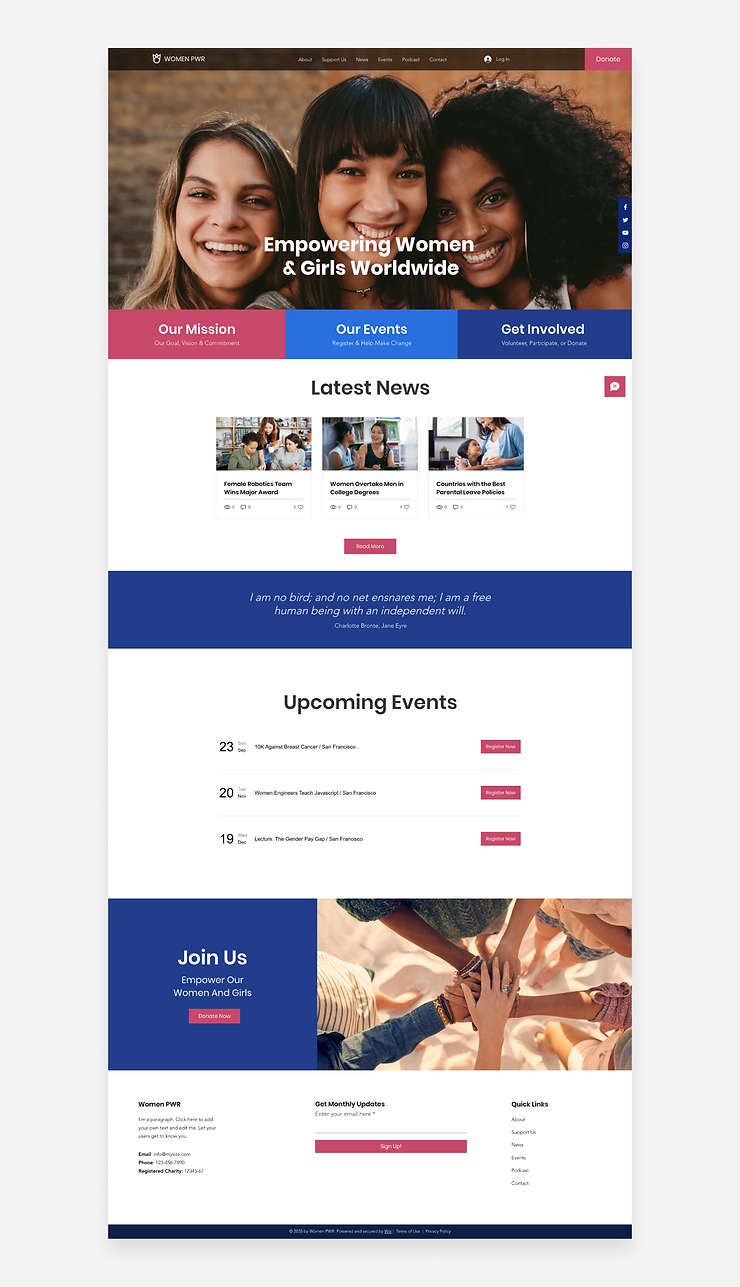 WOMEN PWR
About Support Us News Events Podcast Contact
Log In
Donate
Empowering Women
& Girls Worldwide
Our Mission
Our Goal, Vision & Commitment
Our Events
Register & Help Make Change
Get Involved
Volunteer, Participate, or Donate
Latest News
Female Robotics Team
Wins Major Award
0 0 5
Women Overtake Men in
College Degrees
0 0 3
Countries with the Best
Parental Leave Policies
0 0
Read More
I am no bird; and no net ensnares me; I am a free
human being with an independent will.
Charlotte Bronte, Jane Eyre
Upcoming Events
23 Sun
Sep
10K Against Breast Cancer / San Francisco
Register Now
20 Tue
Nov
Women Engineers Teach Javascript / San Francisco
Register Now
19 Wed
Dec
Lecture: The Gender Pay Gap / San Francisco
Register Now
Join Us
Empower Our
Women And Girls
Donate Now
Women PWR
I'm a paragraph. Click here to add
your own text and edit me. Let your
users get to know you.
Email: info@mysite.com
Phone: 123-456-7890
Registered Charity: 12345-67
Get Monthly Updates
Enter your email here *
Sign Up!
Quick Links
About
Support Us
News
Events
Podcast
Contact
© 2035 by Women PWR. Powered and secured by Wix | Terms of Use | Privacy Policy